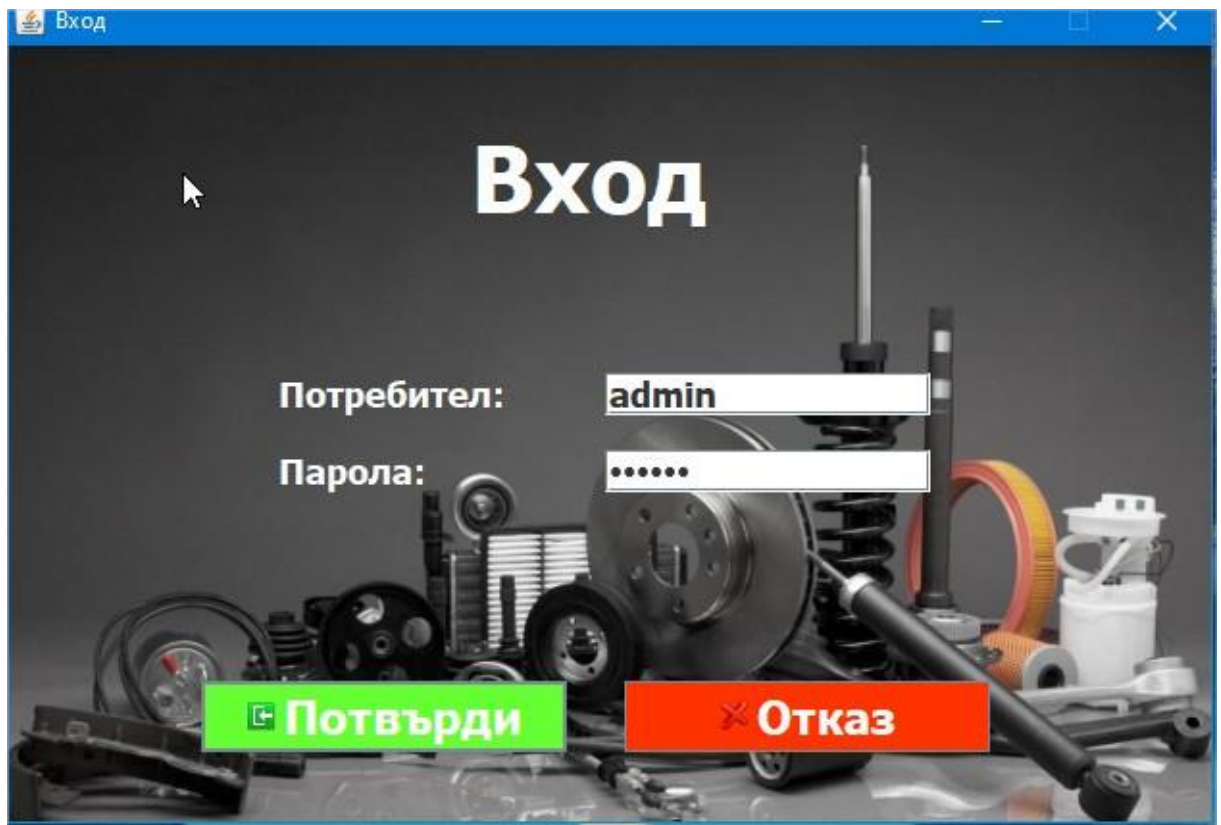 Вход
Вход
Потребител: admin
Парола: ••••••
Потвърди Отказ